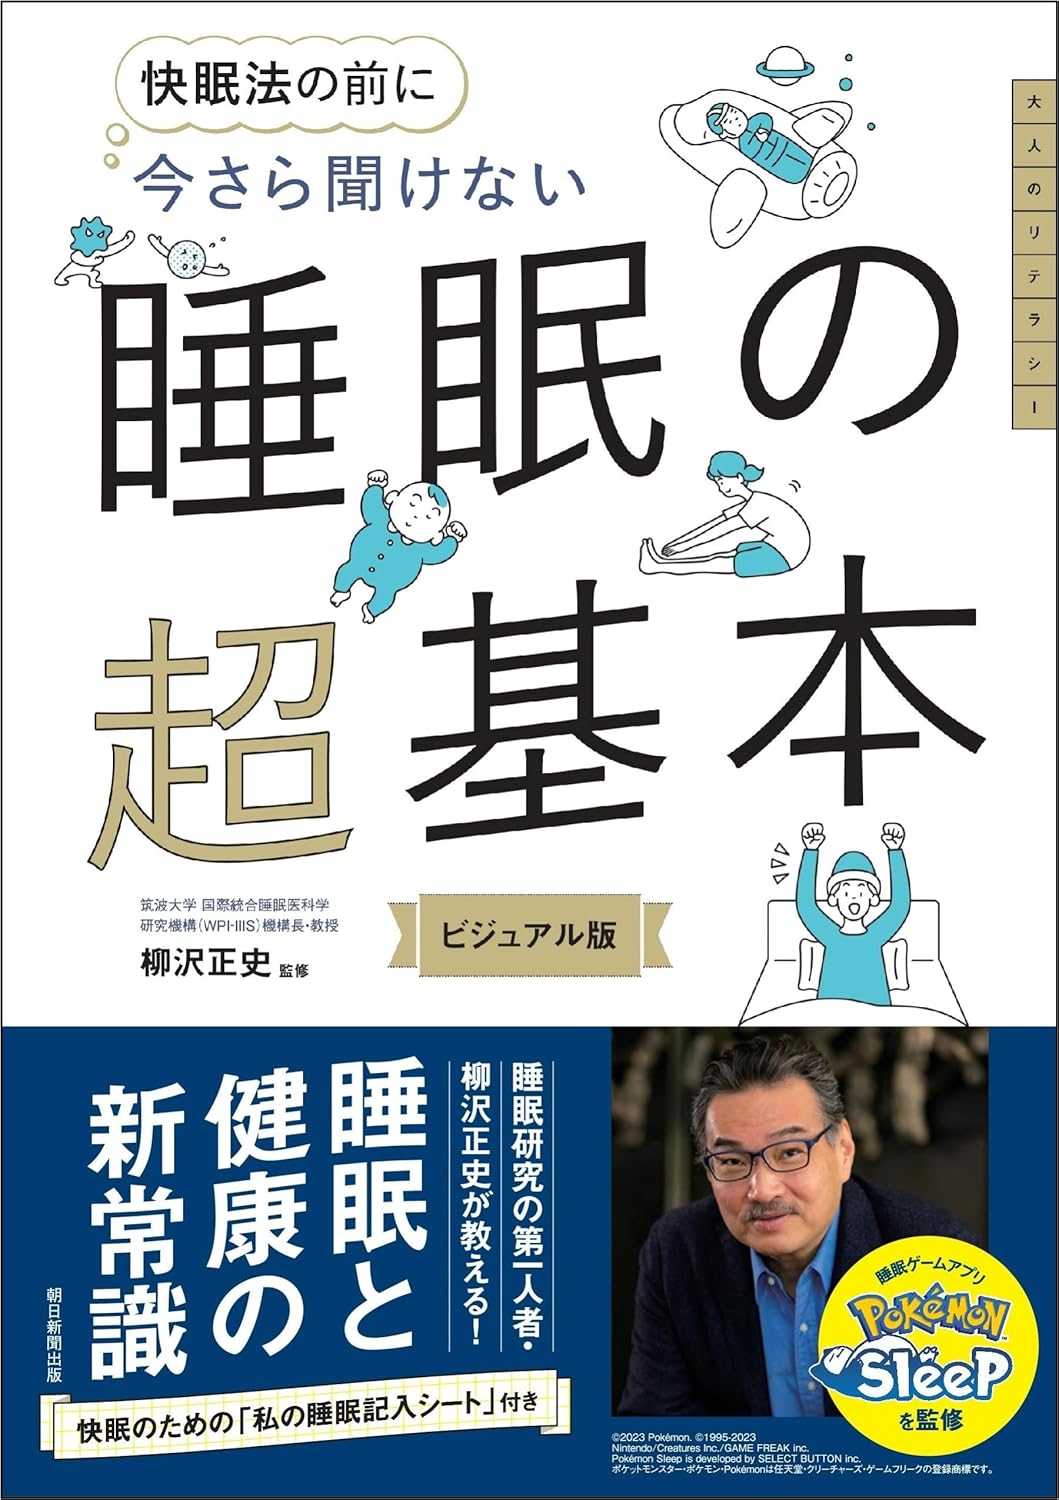 快眠法の前に
今さら聞けない
大人のリテラシー
睡眠の
超基本
筑波大学 国際統合睡眠医科学
研究機構(WPI-IIIS)機構長・教授
柳沢正史 監修
ビジュアル版
睡眠研究の第一人者・
柳沢正史が教える!
睡眠と
健康の
新常識
朝日新聞出版
快眠のための「私の睡眠記入シート」付き
睡眠ゲームアプリ
POKéMON
SleeP
を監修
©2023 Pokémon. ©1995-2023
Nintendo/Creatures Inc./GAME FREAK inc.
Pokémon Sleep is developed by SELECT BUTTON inc.
ポケットモンスター・ポケモン・Pokémonは任天堂・クリーチャーズ・ゲームフリークの登録商標です。